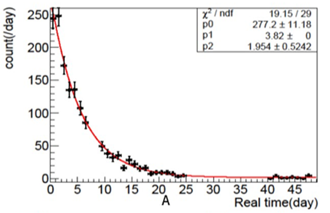 count(/day)
250
200
150
100
50
0
χ² / ndf 19.15 / 29
p0 277.2 ± 11.18
p1 3.82 ± 0
p2 1.954 ± 0.5242
0 5 10 15 20 25 30 35 40 45
A Real time(day)